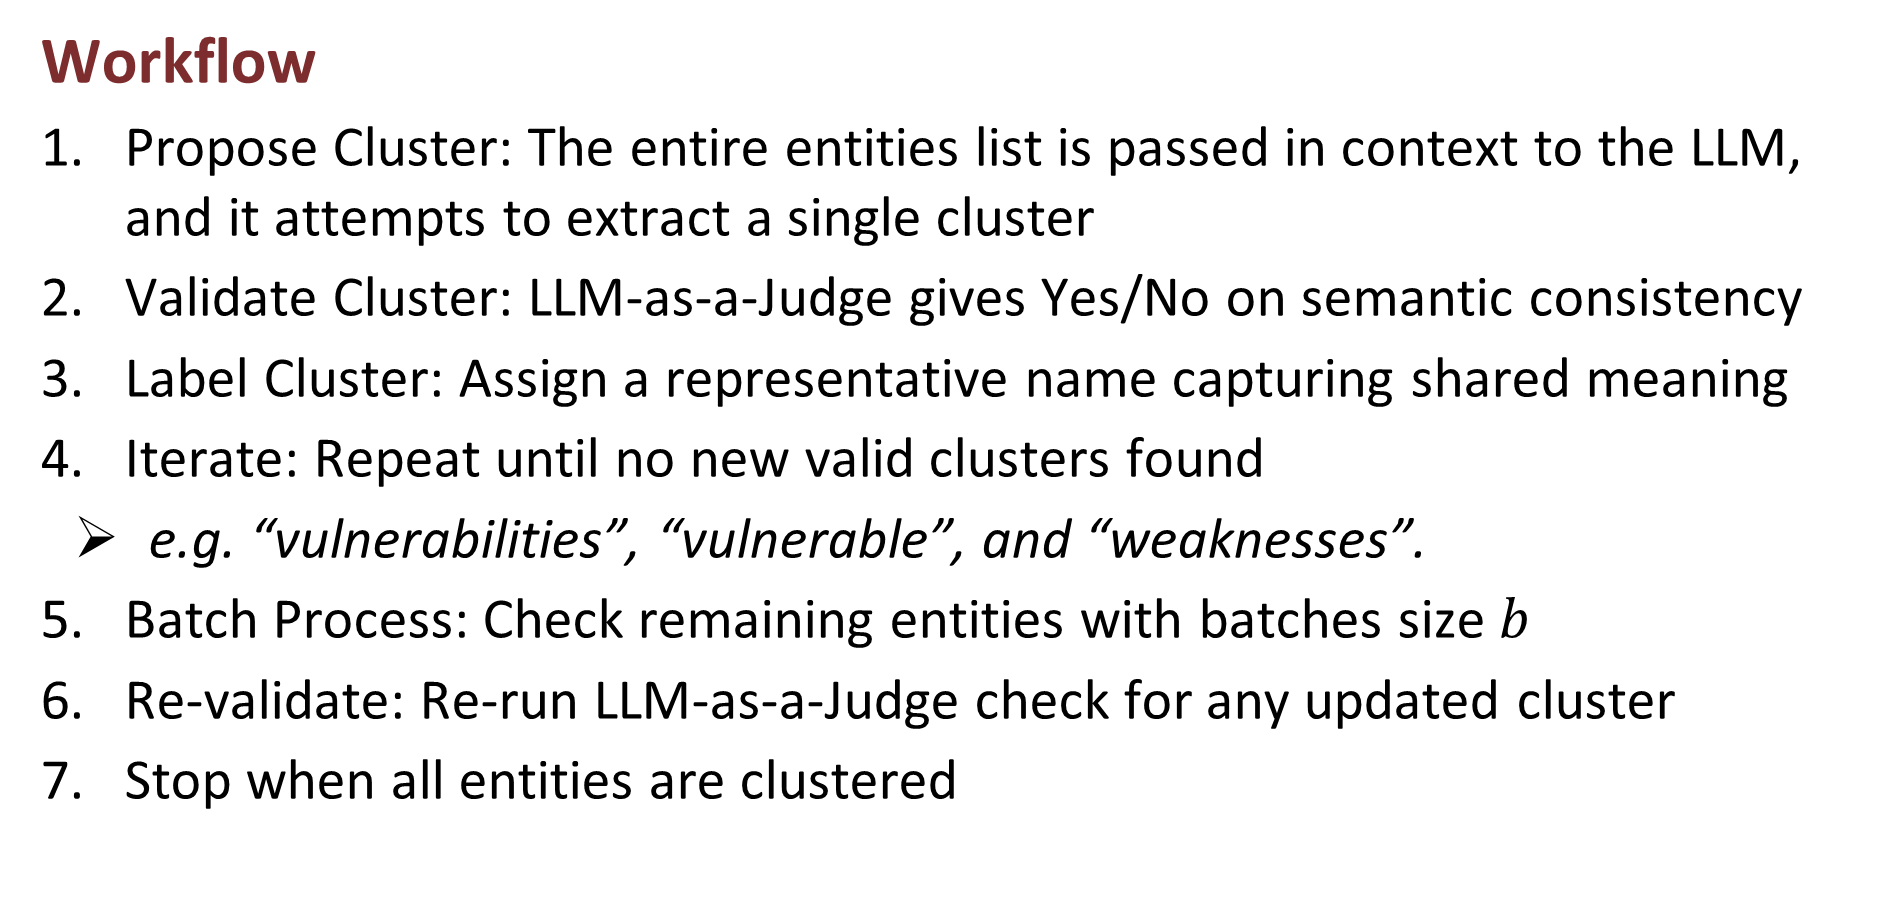 Workflow
1. Propose Cluster: The entire entities list is passed in context to the LLM,
and it attempts to extract a single cluster
2. Validate Cluster: LLM-as-a-Judge gives Yes/No on semantic consistency
3. Label Cluster: Assign a representative name capturing shared meaning
4. Iterate: Repeat until no new valid clusters found
➢ e.g. “vulnerabilities”, “vulnerable”, and “weaknesses”.
5. Batch Process: Check remaining entities with batches size b
6. Re-validate: Re-run LLM-as-a-Judge check for any updated cluster
7. Stop when all entities are clustered